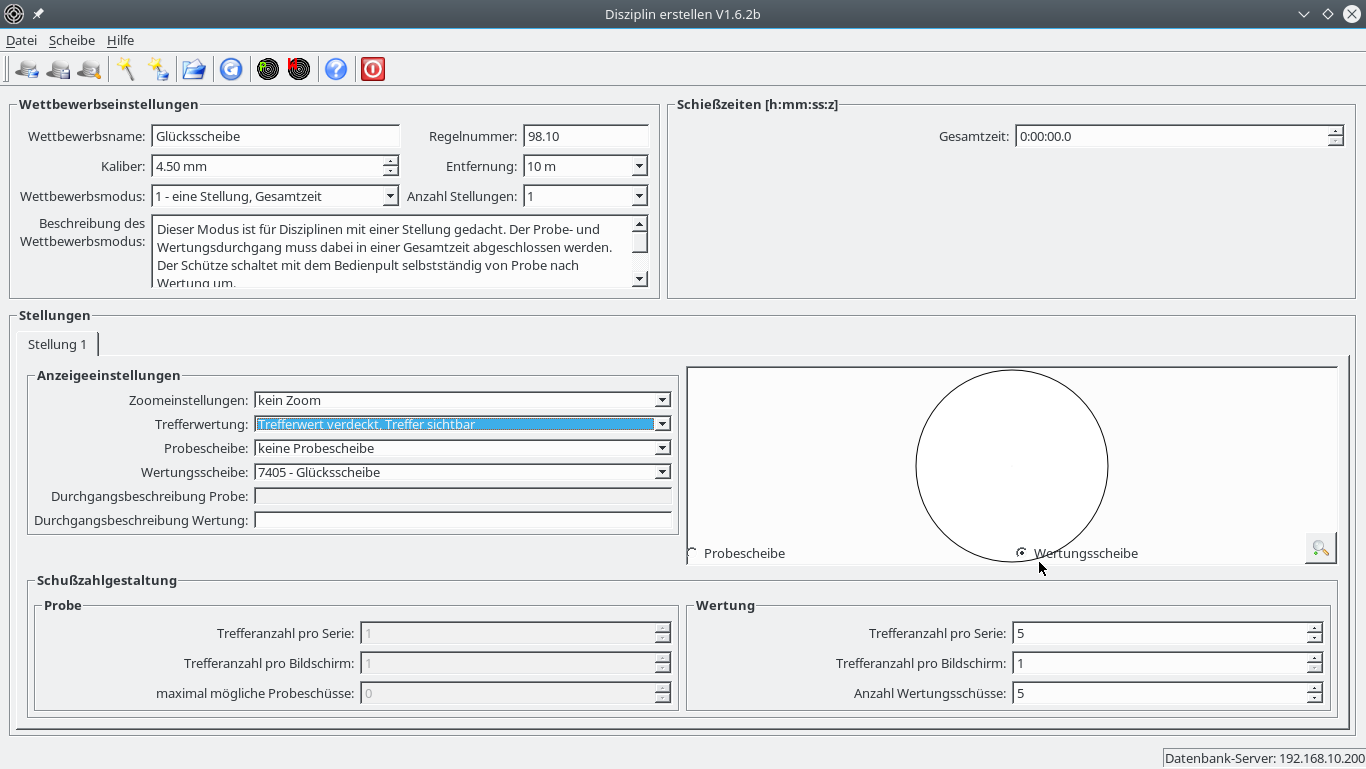 Disziplin erstellen V1.6.2b
Datei Scheibe Hilfe
Wettbewerbseinstellungen
Wettbewerbsname: Glücksscheibe Regelnummer: 98.10
Kaliber: 4.50 mm Entfernung: 10 m
Wettbewerbsmodus: 1 - eine Stellung, Gesamtzeit Anzahl Stellungen: 1
Beschreibung des
Wettbewerbsmodus:
Dieser Modus ist für Disziplinen mit einer Stellung gedacht. Der Probe- und
Wertungsdurchgang muss dabei in einer Gesamtzeit abgeschlossen werden.
Der Schütze schaltet mit dem Bedienpult selbstständig von Probe nach
Wertung um.
Schießzeiten [h:mm:ss:z]
Gesamtzeit: 0:00:00.0
Stellungen
Stellung 1
Anzeigeeinstellungen
Zoomeinstellungen: kein Zoom
Trefferwertung: Trefferwert verdeckt, Treffer sichtbar
Probescheibe: keine Probescheibe
Wertungsscheibe: 7405 - Glücksscheibe
Durchgangsbeschreibung Probe:
Durchgangsbeschreibung Wertung:
Probescheibe Wertungsscheibe
Schußzahlgestaltung
Probe
Trefferanzahl pro Serie: 1
Trefferanzahl pro Bildschirm: 1
maximal mögliche Probeschüsse: 0
Wertung
Trefferanzahl pro Serie: 5
Trefferanzahl pro Bildschirm: 1
Anzahl Wertungsschüsse: 5
Datenbank-Server: 192.168.10.200